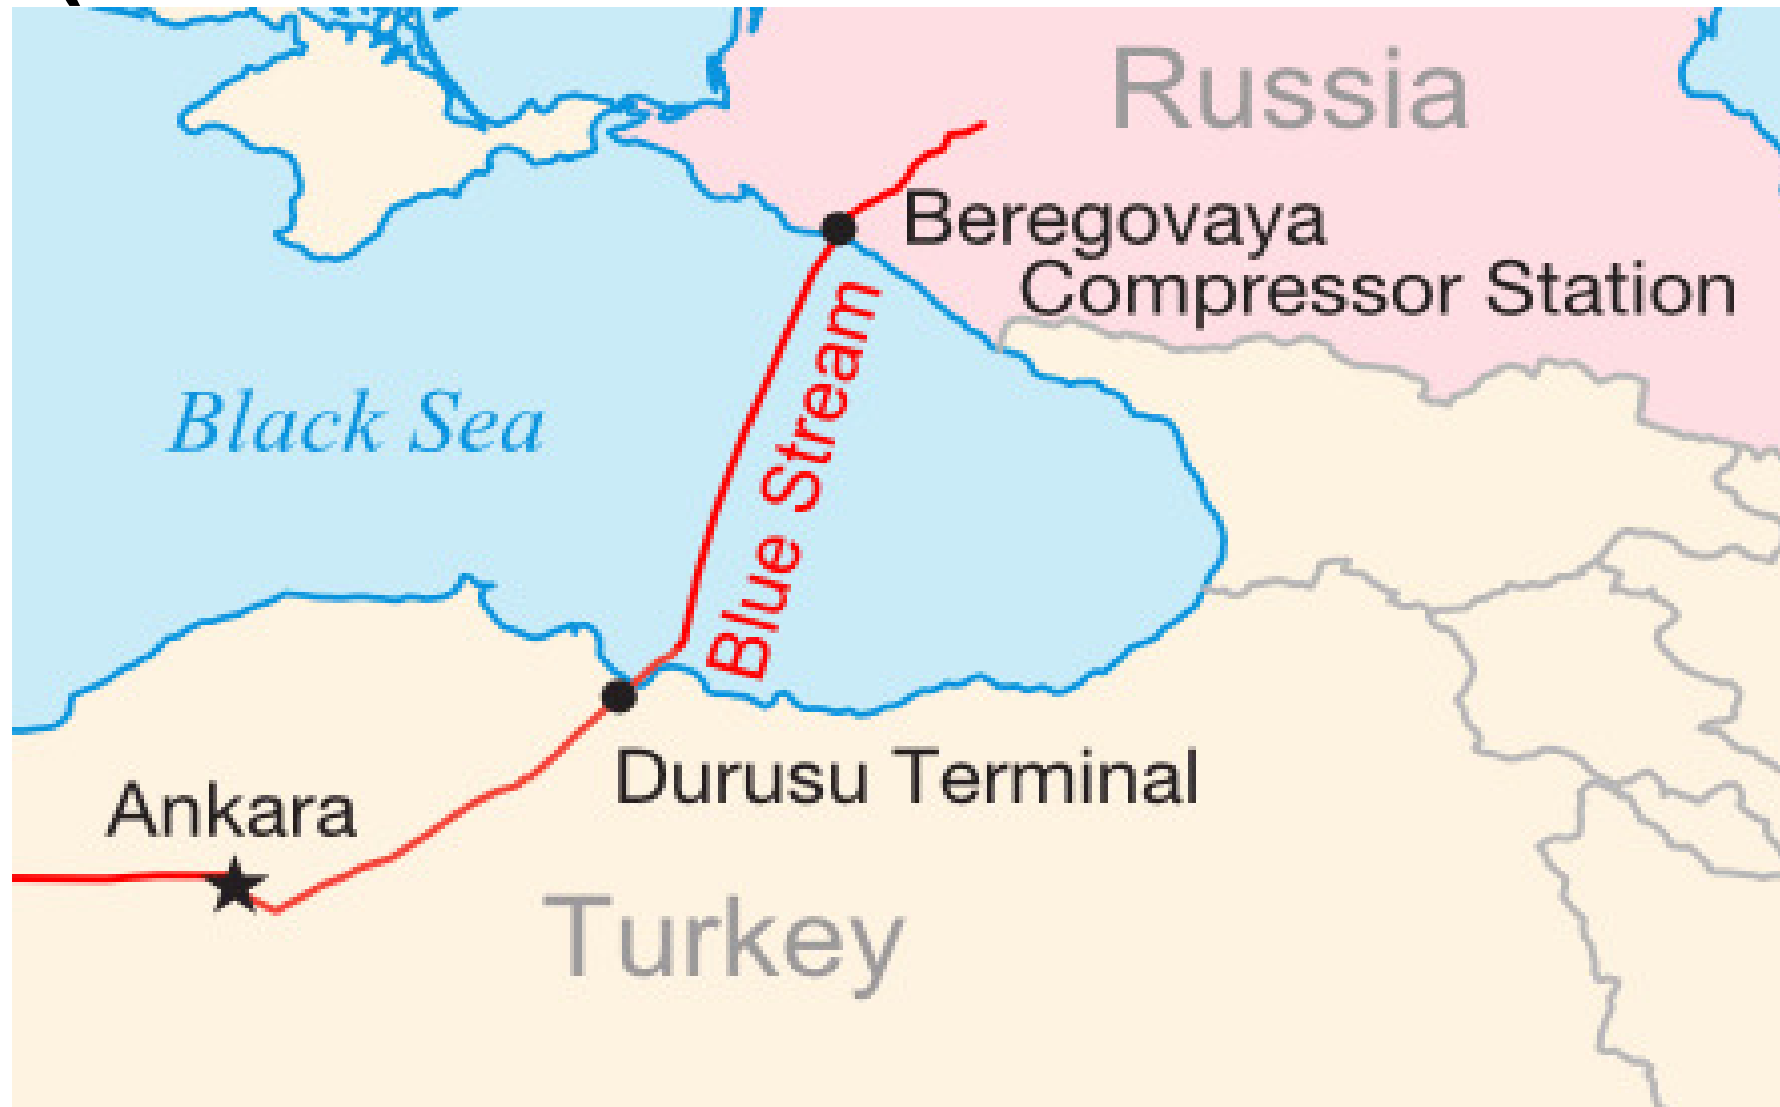 Russia
Beregovaya
Compressor Station
Blue Stream
Black Sea
Durusu Terminal
Ankara
Turkey